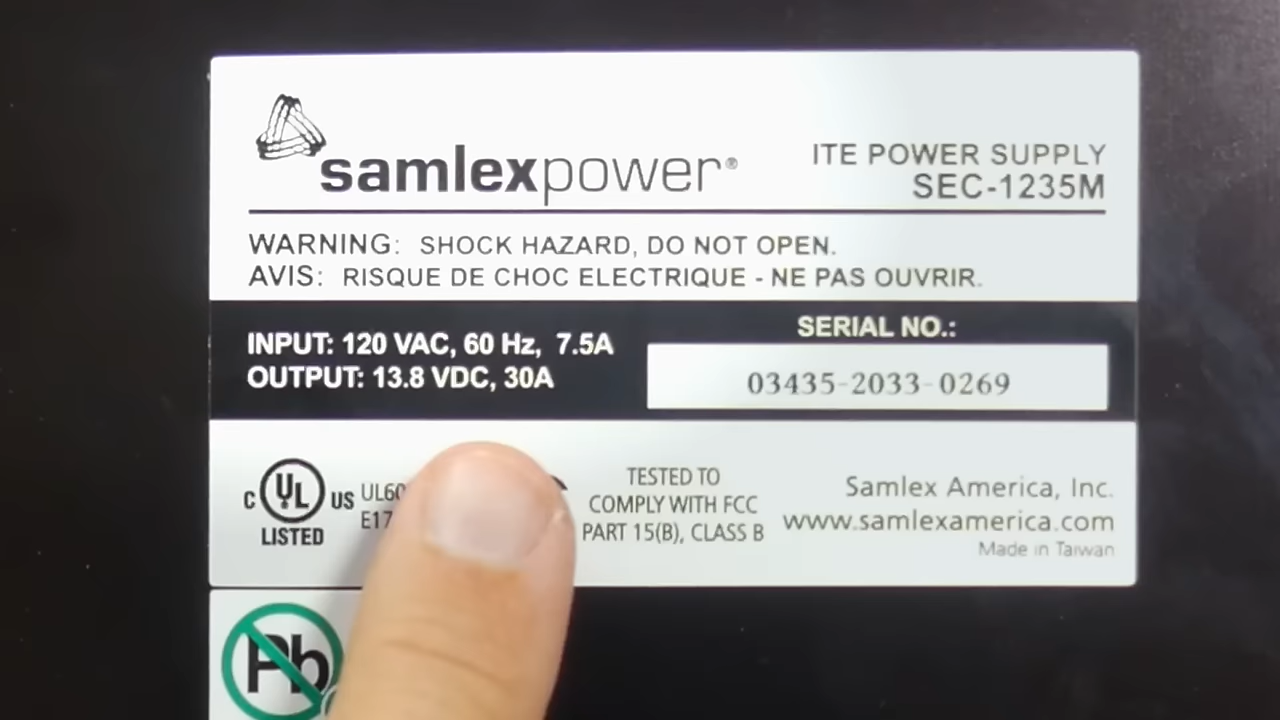 samlexpower®
ITE POWER SUPPLY
SEC-1235M
WARNING: SHOCK HAZARD, DO NOT OPEN.
AVIS: RISQUE DE CHOC ELECTRIQUE - NE PAS OUVRIR.
INPUT: 120 VAC, 60 Hz, 7.5A
OUTPUT: 13.8 VDC, 30A
SERIAL NO.:
03435-2033-0269
C UL US
LISTED
TESTED TO
COMPLY WITH FCC
PART 15(B), CLASS B
Samlex America, Inc.
www.samlexamerica.com
Made in Taiwan
Pb